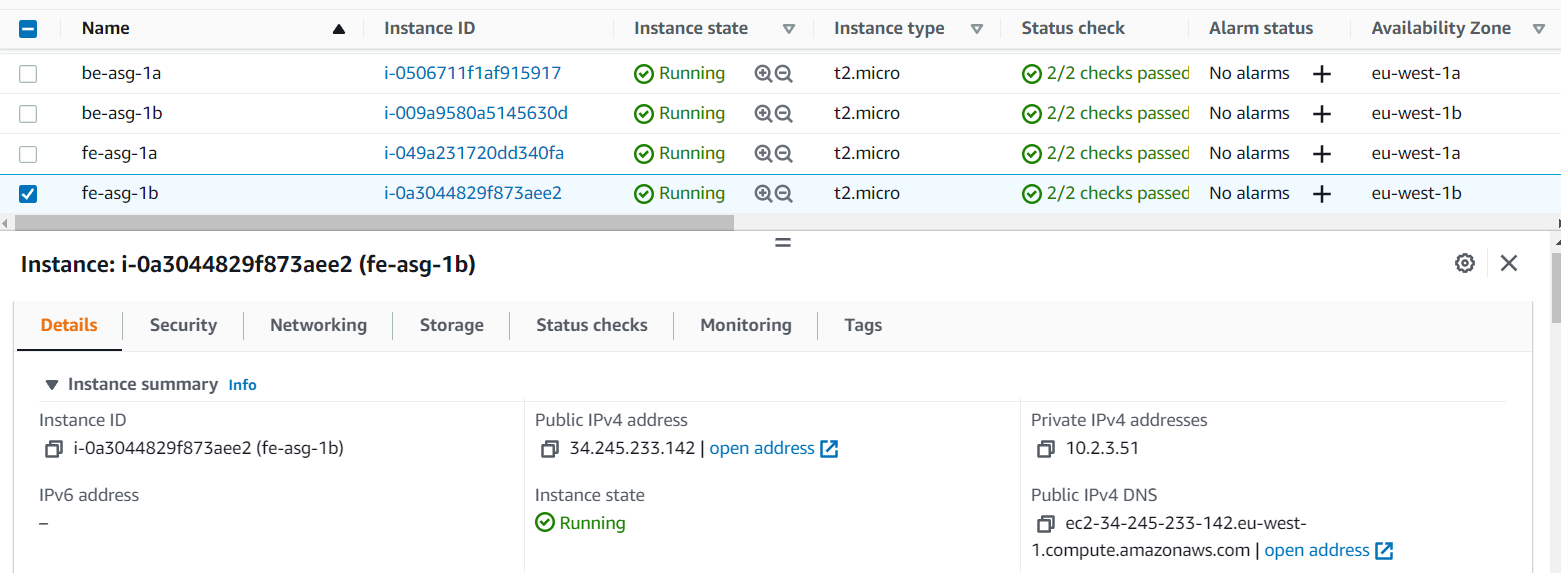 Name Instance ID Instance state Instance type Status check Alarm status Availability Zone
be-asg-1a i-0506711f1af915917 Running t2.micro 2/2 checks passed No alarms + eu-west-1a
be-asg-1b i-009a9580a5145630d Running t2.micro 2/2 checks passed No alarms + eu-west-1b
fe-asg-1a i-049a231720dd340fa Running t2.micro 2/2 checks passed No alarms + eu-west-1a
fe-asg-1b i-0a3044829f873aee2 Running t2.micro 2/2 checks passed No alarms + eu-west-1b
Instance: i-0a3044829f873aee2 (fe-asg-1b)
Details Security Networking Storage Status checks Monitoring Tags
Instance summary Info
Instance ID Public IPv4 address Private IPv4 addresses
i-0a3044829f873aee2 (fe-asg-1b) 34.245.233.142 | open address 10.2.3.51
IPv6 address Instance state Public IPv4 DNS
– Running ec2-34-245-233-142.eu-west-
1.compute.amazonaws.com | open address